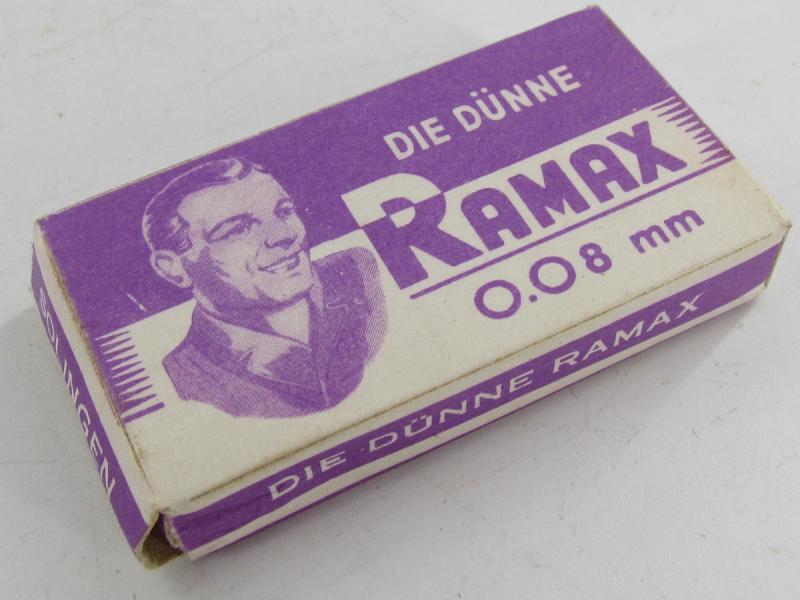 DIE DÜNNE
RAMAX
0.08 mm
DIE DÜNNE RAMAX
SOLINGEN